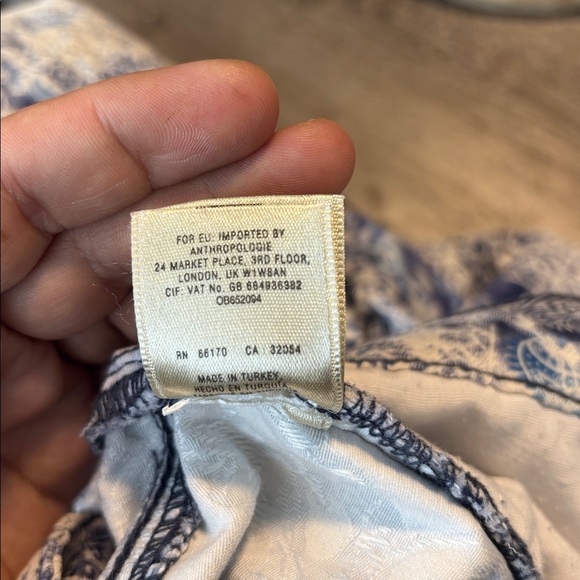 FOR EU. IMPORTED BY
ANTHROPOLOGIE
24 MARKET PLACE, 3RD FLOOR,
LONDON, UK W1W8AN
CIF. VAT No. GB 664936382
OB652094
RN 66170 CA 32054
MADE IN TURKEY
HECHO EN TURQUIA